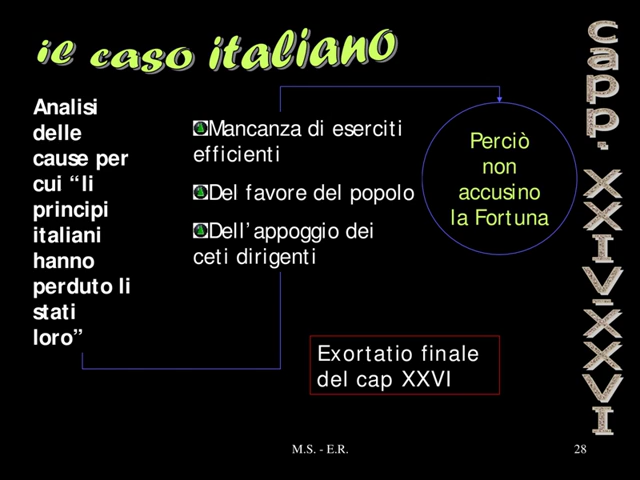 il caso italiano
Analisi
delle
cause per
cui “li
principi
italiani
hanno
perduto li
stati
loro”
Mancanza di eserciti
efficienti
Del favore del popolo
Dell’appoggio dei
ceti dirigenti
Perciò
non
accusino
la Fortuna
Exortatio finale
del cap XXVI
capp. XXIV-XXVI
M.S. - E.R.
28